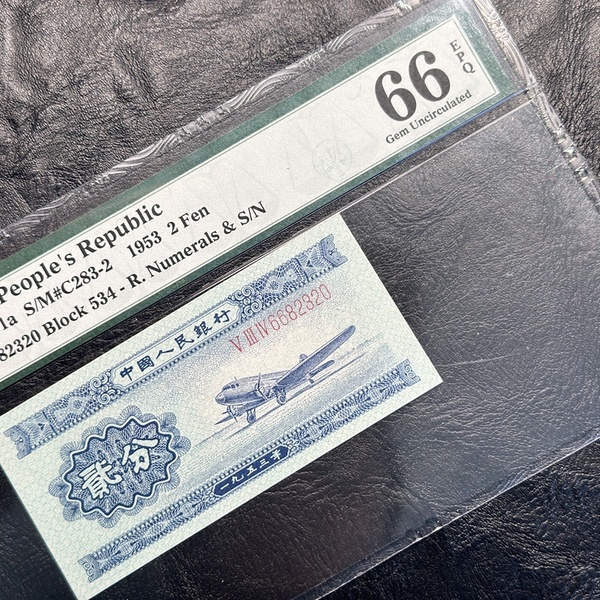 66 EPQ
Gem Uncirculated
People's Republic
1a S/M#C283-2 1953 2 Fen
82320 Block 534 - R. Numerals & S/N
中國人民銀行
V III IV 6682320
貳分
一九五三年